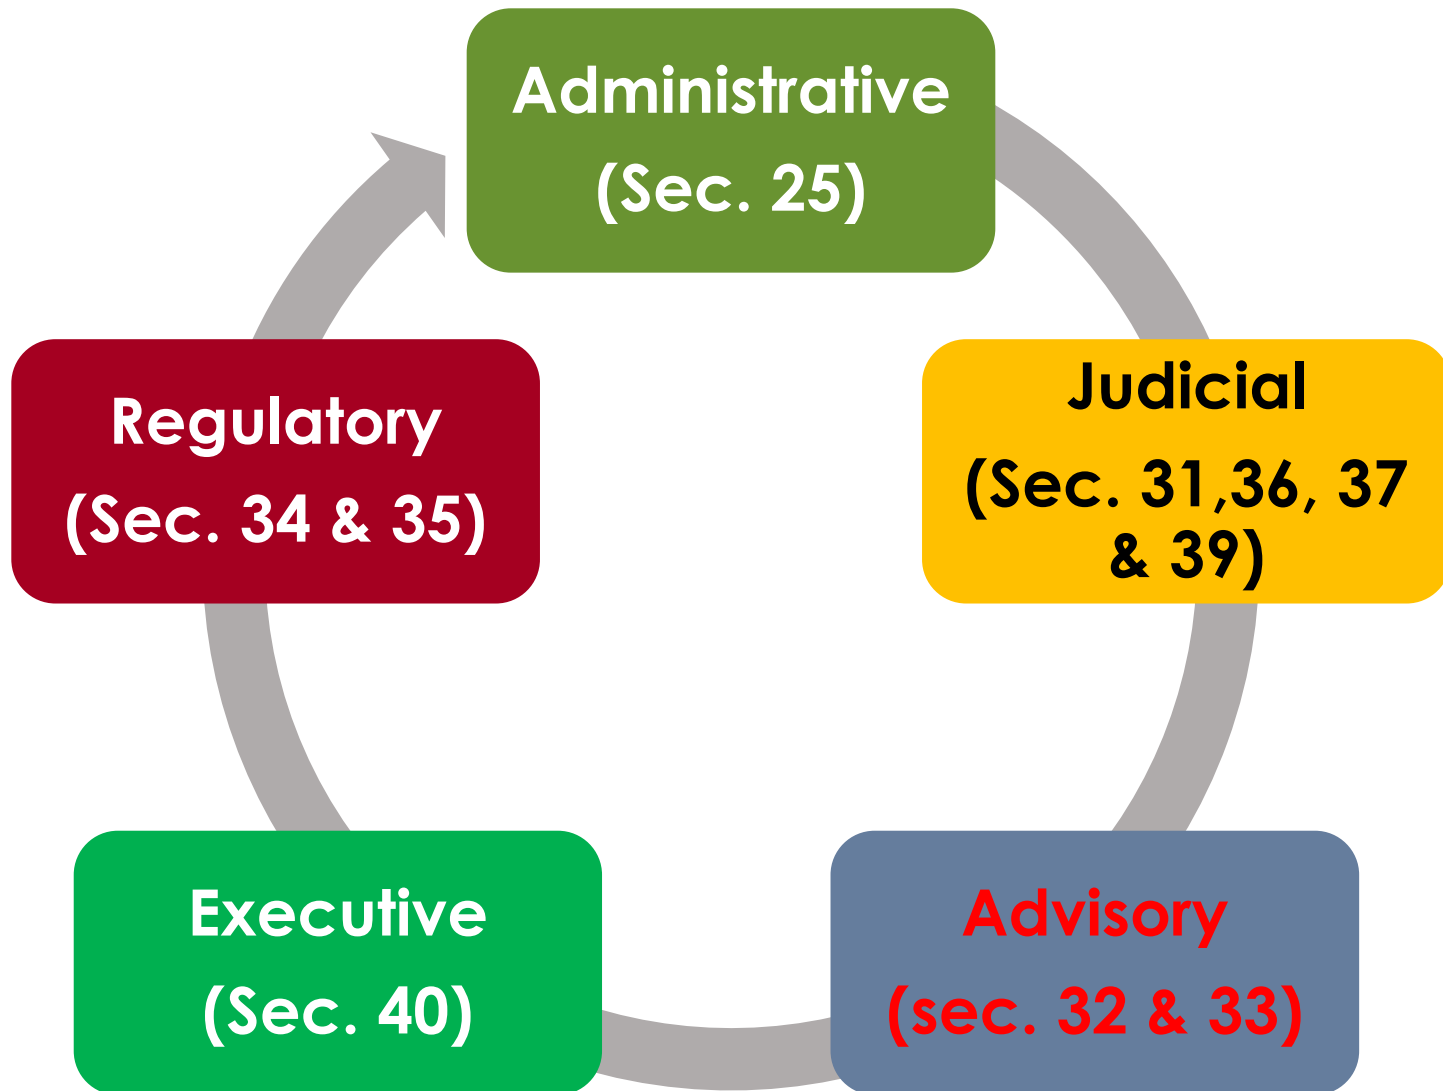 Administrative
(Sec. 25)
Judicial
(Sec. 31,36, 37
& 39)
Advisory
(sec. 32 & 33)
Executive
(Sec. 40)
Regulatory
(Sec. 34 & 35)